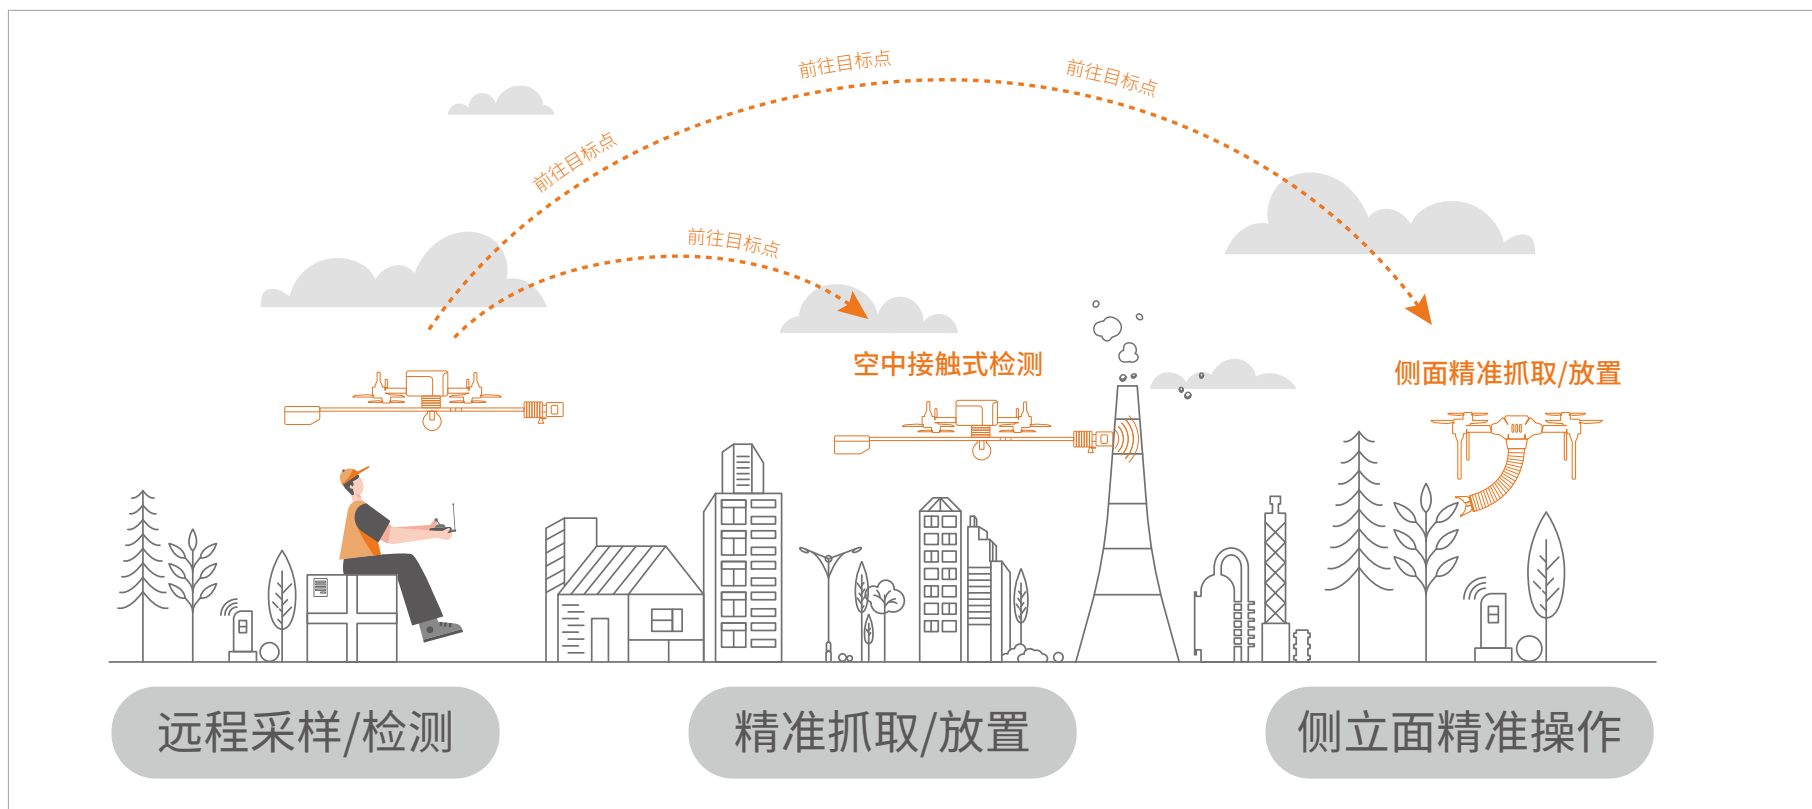 前往目标点
前往目标点
前往目标点
前往目标点
空中接触式检测
侧面精准抓取/放置
远程采样/检测
精准抓取/放置
侧立面精准操作